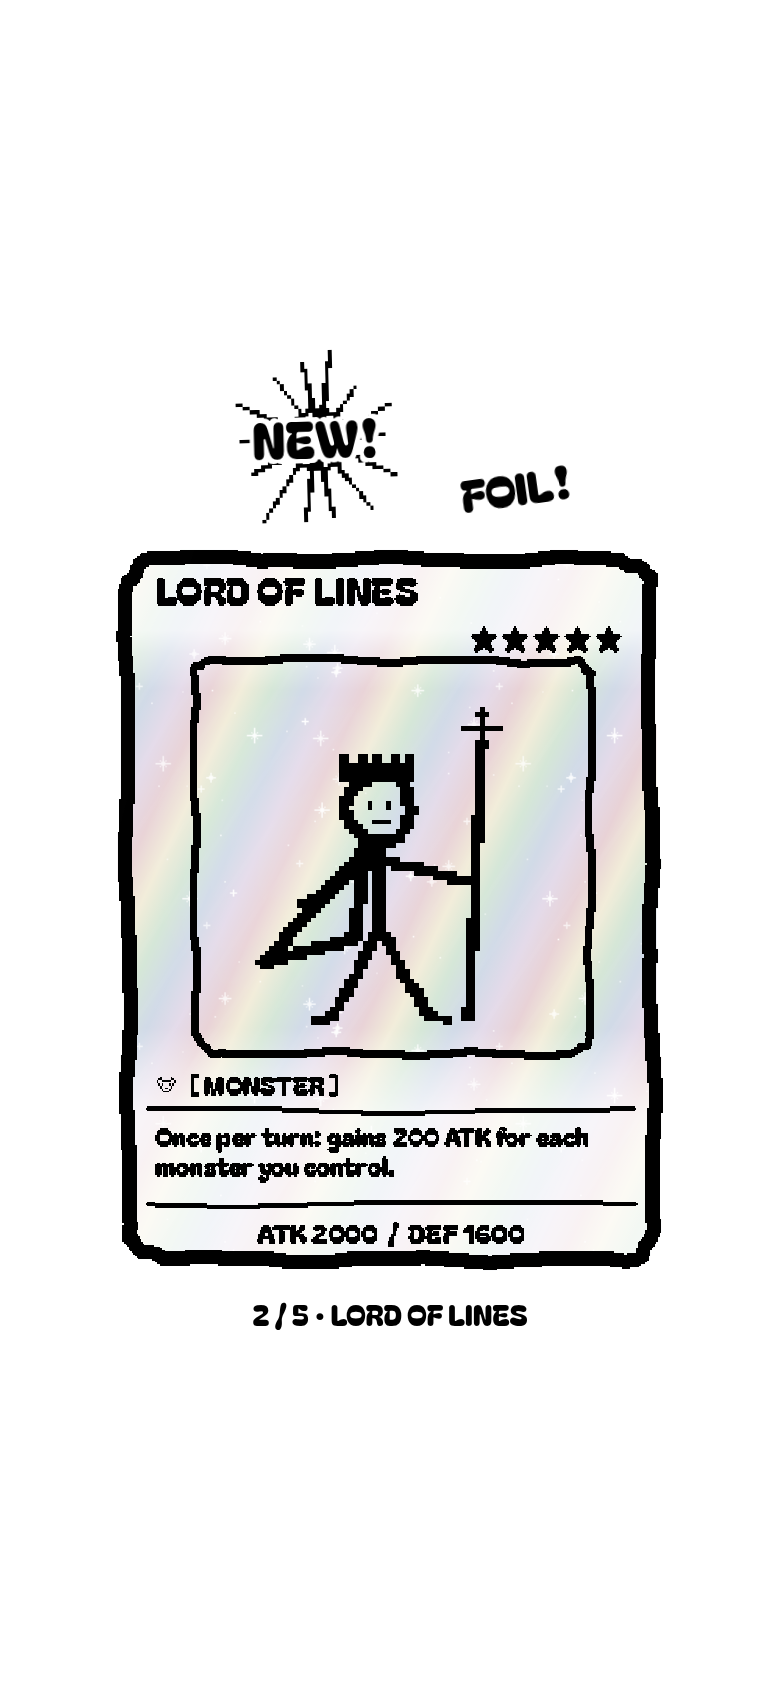 NEW!
FOIL!
LORD OF LINES
★★★★★
[MONSTER]
Once per turn: gains 200 ATK for each
monster you control.
ATK 2000 / DEF 1600
2 / 5 · LORD OF LINES